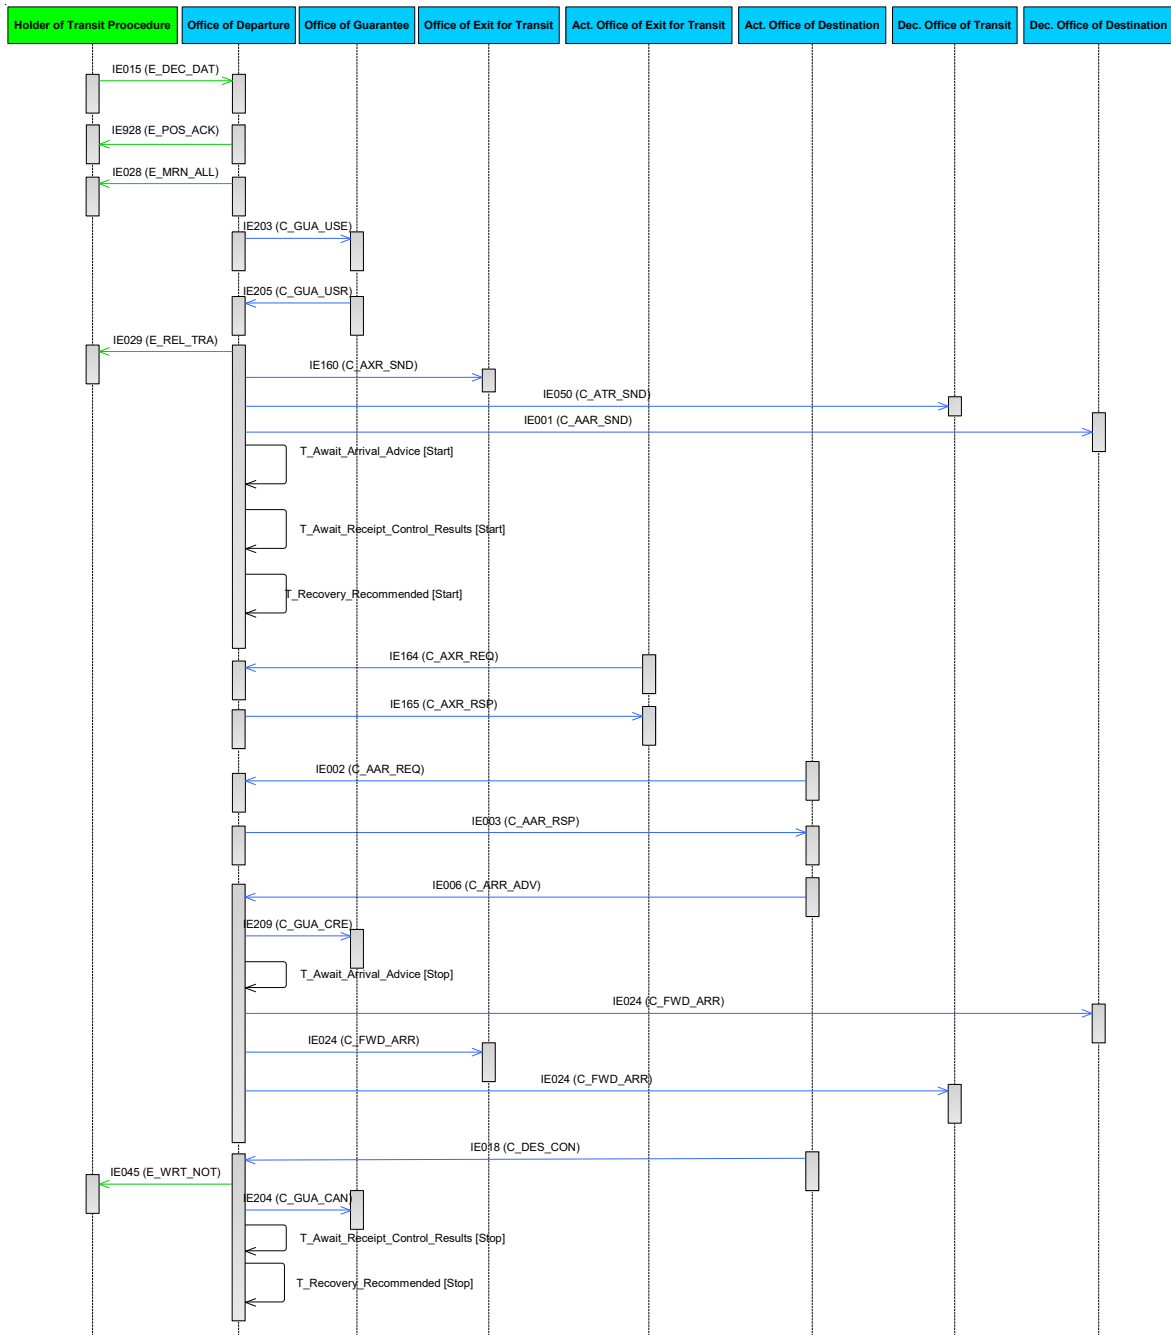 Holder of Transit Proocedure
Office of Departure
Office of Guarantee
Office of Exit for Transit
Act. Office of Exit for Transit
Act. Office of Destination
Dec. Office of Transit
Dec. Office of Destination
IE015 (E_DEC_DAT)
IE928 (E_POS_ACK)
IE028 (E_MRN_ALL)
IE203 (C_GUA_USE)
IE205 (C_GUA_USR)
IE029 (E_REL_TRA)
IE160 (C_AXR_SND)
IE050 (C_ATR_SND)
IE001 (C_AAR_SND)
T_Await_Arrival_Advice [Start]
T_Await_Receipt_Control_Results [Start]
T_Recovery_Recommended [Start]
IE164 (C_AXR_REQ)
IE165 (C_AXR_RSP)
IE002 (C_AAR_REQ)
IE003 (C_AAR_RSP)
IE006 (C_ARR_ADV)
IE209 (C_GUA_CRE)
T_Await_Arrival_Advice [Stop]
IE024 (C_FWD_ARR)
IE024 (C_FWD_ARR)
IE024 (C_FWD_ARR)
IE018 (C_DES_CON)
IE045 (E_WRT_NOT)
IE204 (C_GUA_CAN)
T_Await_Receipt_Control_Results [Stop]
T_Recovery_Recommended [Stop]